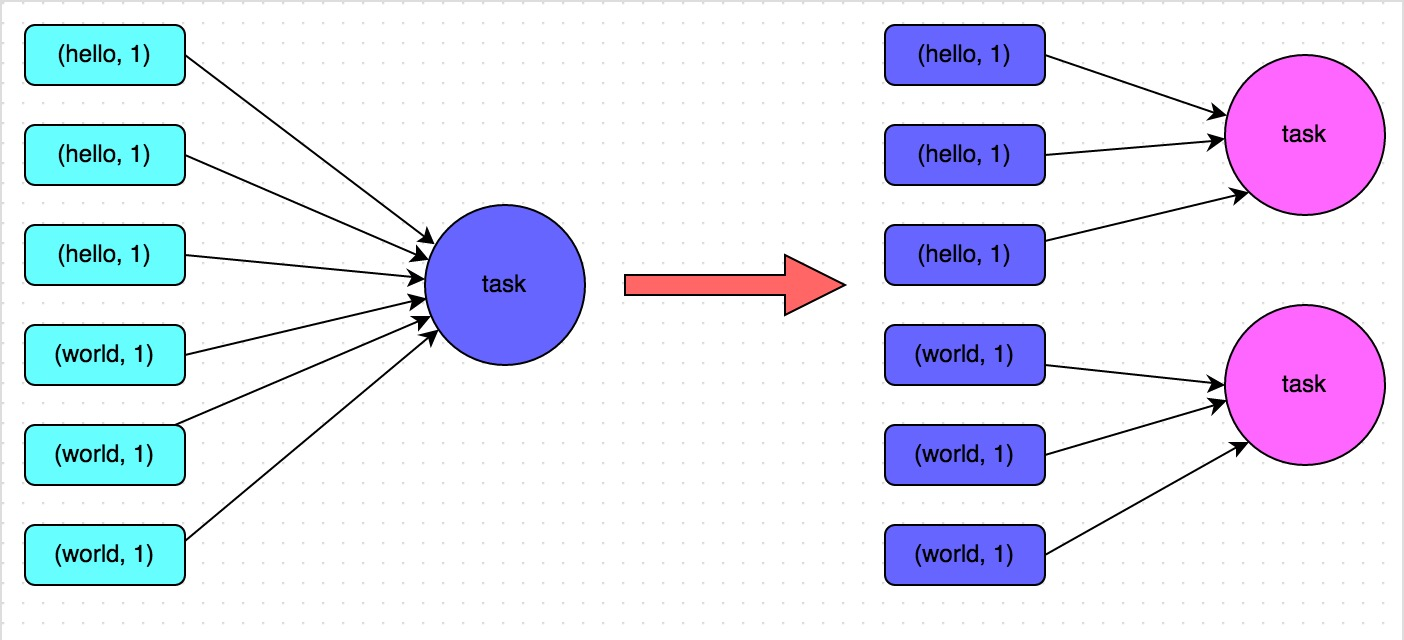 (hello, 1)
(hello, 1)
(hello, 1)
(world, 1)
(world, 1)
(world, 1)
task
(hello, 1)
(hello, 1)
(hello, 1)
(world, 1)
(world, 1)
(world, 1)
task
task